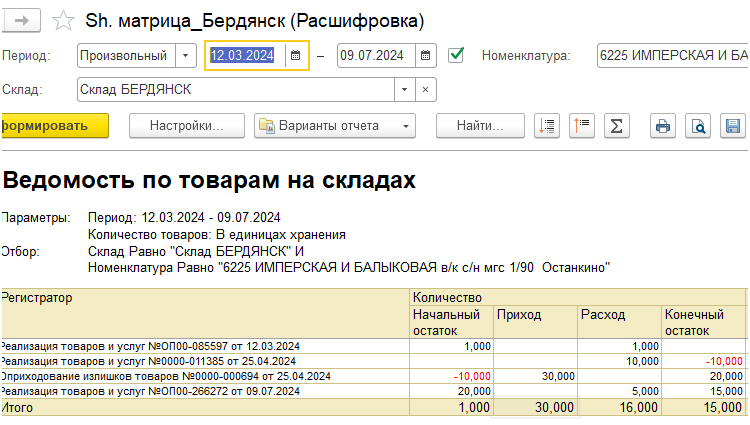 Sh. матрица_Бердянск (Расшифровка)
Период: Произвольный 12.03.2024 – 09.07.2024 Номенклатура: 6225 ИМПЕРСКАЯ И БАЛ
Склад: Склад БЕРДЯНСК
формировать Настройки... Варианты отчета Найти...
Ведомость по товарам на складах
Параметры: Период: 12.03.2024 - 09.07.2024
Количество товаров: В единицах хранения
Отбор: Склад Равно "Склад БЕРДЯНСК" И
Номенклатура Равно "6225 ИМПЕРСКАЯ И БАЛЫКОВАЯ в/к с/н мгс 1/90 Останкино"
Регистратор Количество
Начальный остаток Приход Расход Конечный остаток
Реализация товаров и услуг №ОП00-085597 от 12.03.2024 1,000 1,000
Реализация товаров и услуг №0000-011385 от 25.04.2024 10,000 -10,000
Оприходование излишков товаров №0000-000694 от 25.04.2024 -10,000 30,000 20,000
Реализация товаров и услуг №ОП00-266272 от 09.07.2024 20,000 5,000 15,000
Итого 1,000 30,000 16,000 15,000